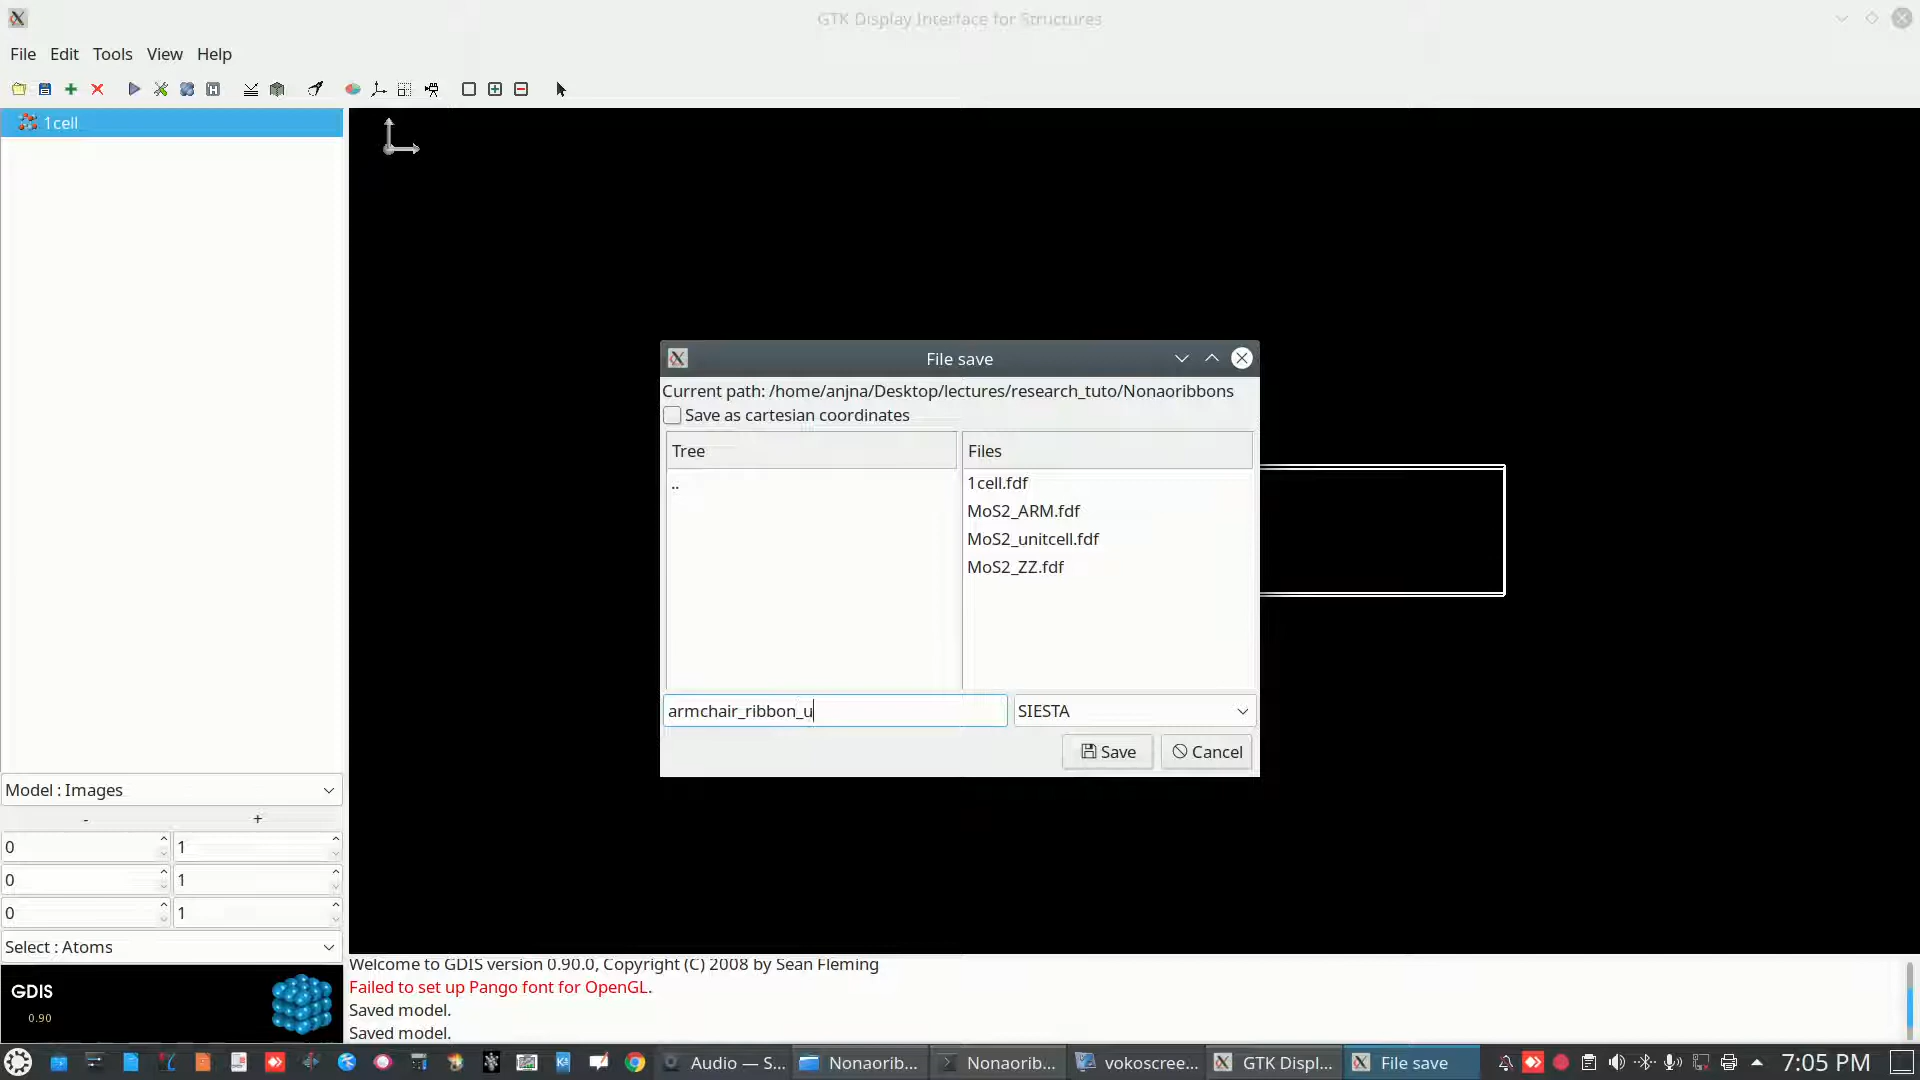 GTK Display Interface for Structures
File Edit Tools View Help
1cell
File save
Current path: /home/anjna/Desktop/lectures/research_tuto/Nonaoribbons
Save as cartesian coordinates
Tree
Files
..
1cell.fdf
MoS2_ARM.fdf
MoS2_unitcell.fdf
MoS2_ZZ.fdf
armchair_ribbon_u
SIESTA
Save
Cancel
Model : Images
- +
0 1
0 1
0 1
Select : Atoms
GDIS
0.90
Welcome to GDIS version 0.90.0, Copyright (C) 2008 by Sean Fleming
Failed to set up Pango font for OpenGL.
Saved model.
Saved model.
Audio — S... Nonaorib... Nonaorib... vokoscree... GTK Displ... File save 7:05 PM